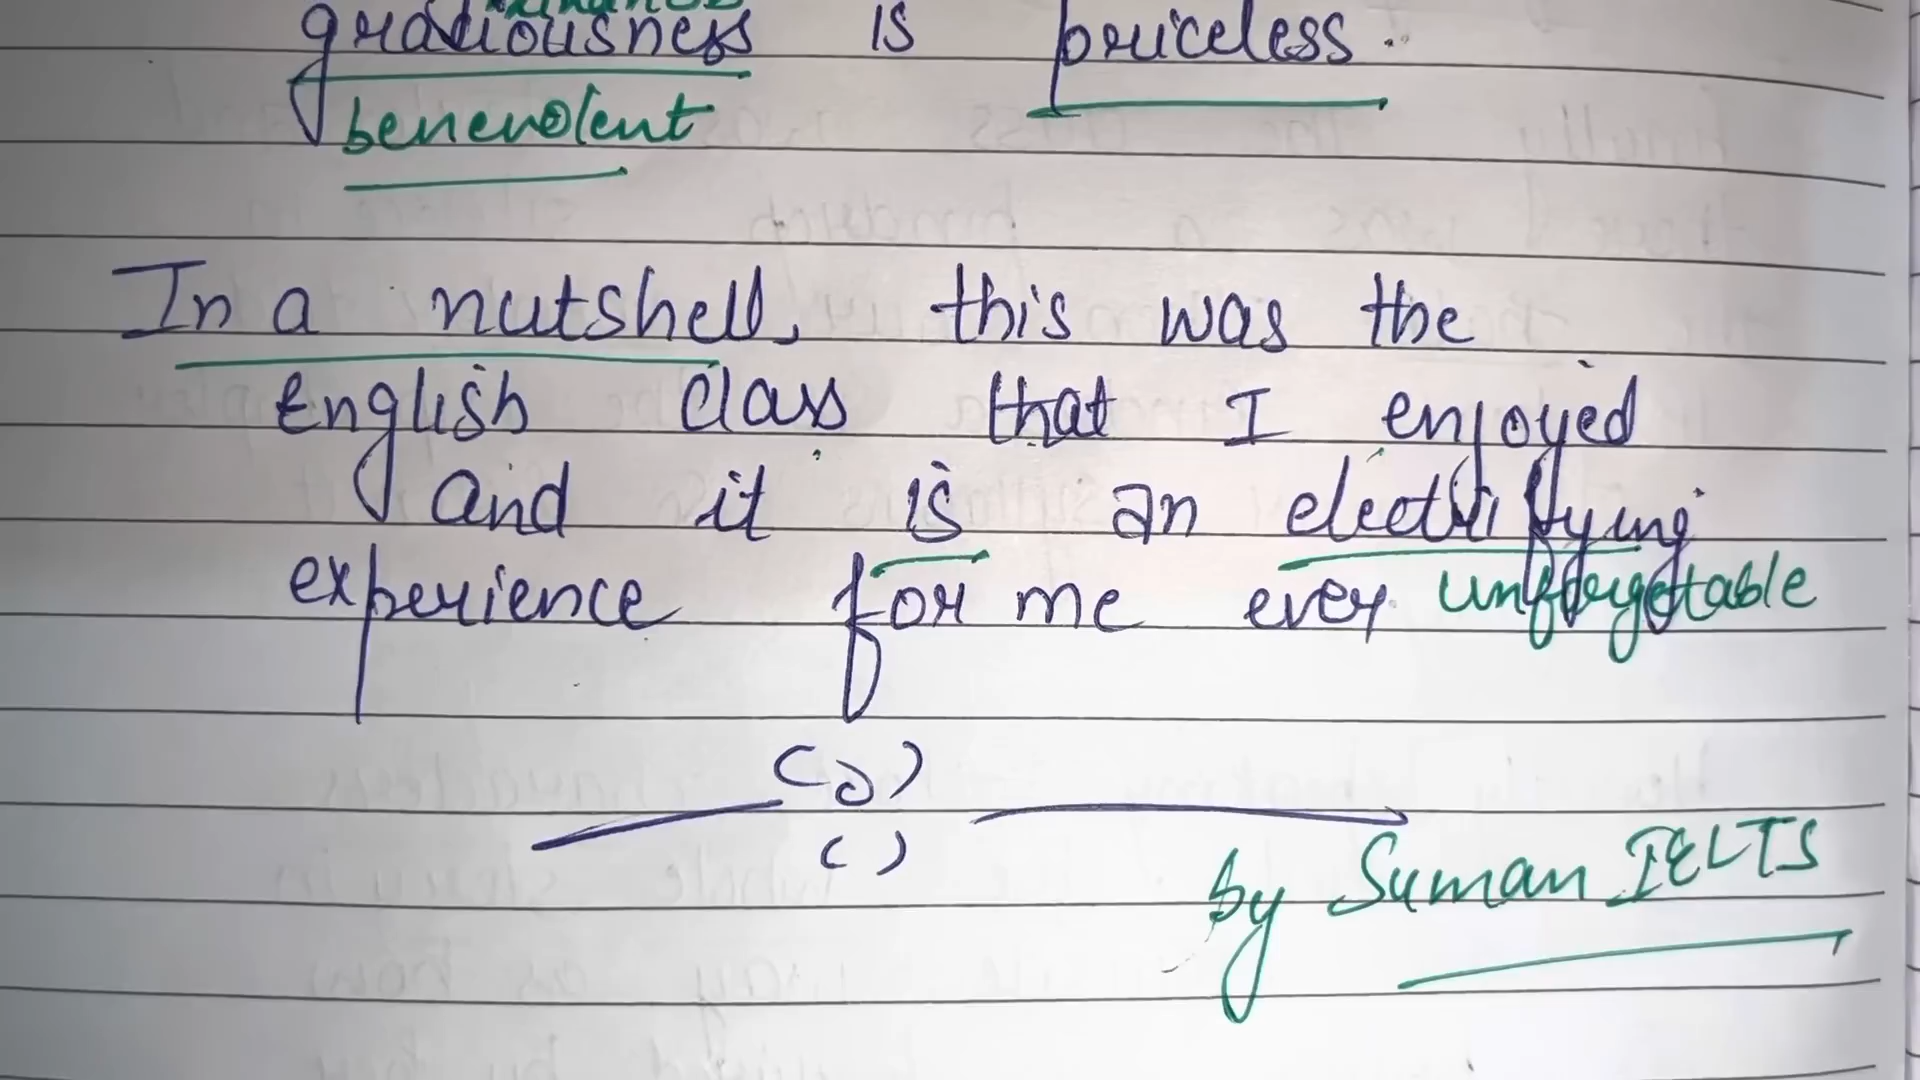 graciousness is priceless.
benevolent
In a nutshell, this was the
English class that I enjoyed
and it is an electrifying
experience for me ever. unforgettable
by Suman IELTS